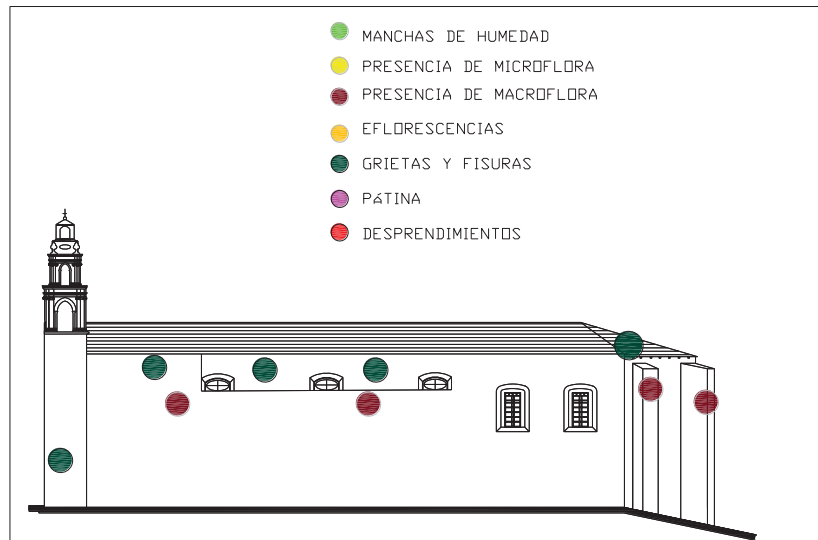 MANCHAS DE HUMEDAD
PRESENCIA DE MICROFLORA
PRESENCIA DE MACROFLORA
EFLORESCENCIAS
GRIETAS Y FISURAS
PáTINA
DESPRENDIMIENTOS